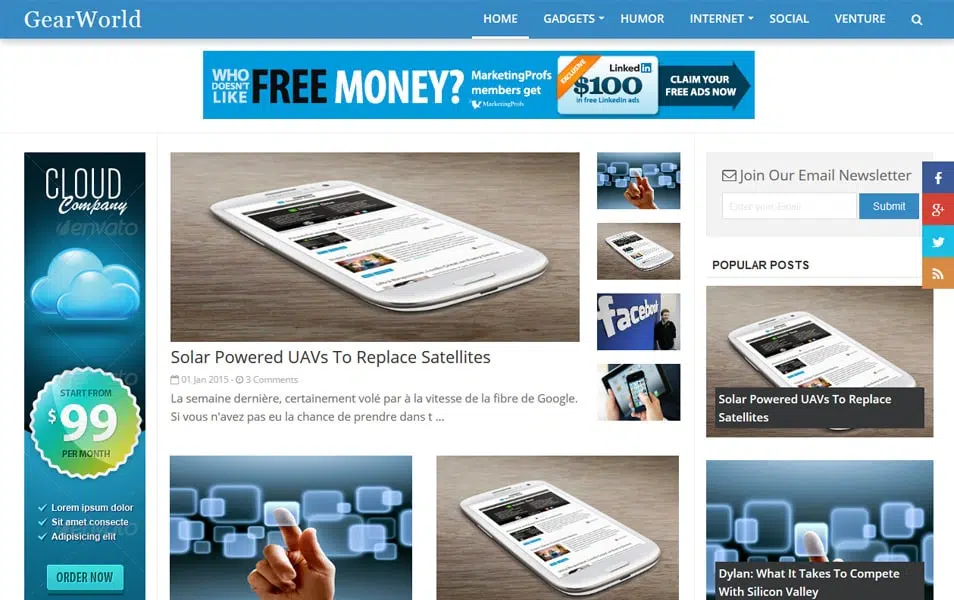 GearWorld
HOME
GADGETS
HUMOR
INTERNET
SOCIAL
VENTURE
WHO DOESN'T LIKE FREE MONEY?
MarketingProfs
members get
MarketingProfs
EXCLUSIVE
LinkedIn
$100
in free LinkedIn ads
CLAIM YOUR
FREE ADS NOW
CLOUD
Company
envato
START FROM
$99
PER MONTH
Lorem ipsum dolor
Sit amet consecte
Adipisicing elit
ORDER NOW
Solar Powered UAVs To Replace Satellites
01 Jan 2015 - 3 Comments
La semaine dernière, certainement volé par à la vitesse de la fibre de Google.
Si vous n'avez pas eu la chance de prendre dans t ...
facebook
Join Our Email Newsletter
Enter your Email
Submit
POPULAR POSTS
Solar Powered UAVs To Replace
Satellites
Dylan: What It Takes To Compete
With Silicon Valley